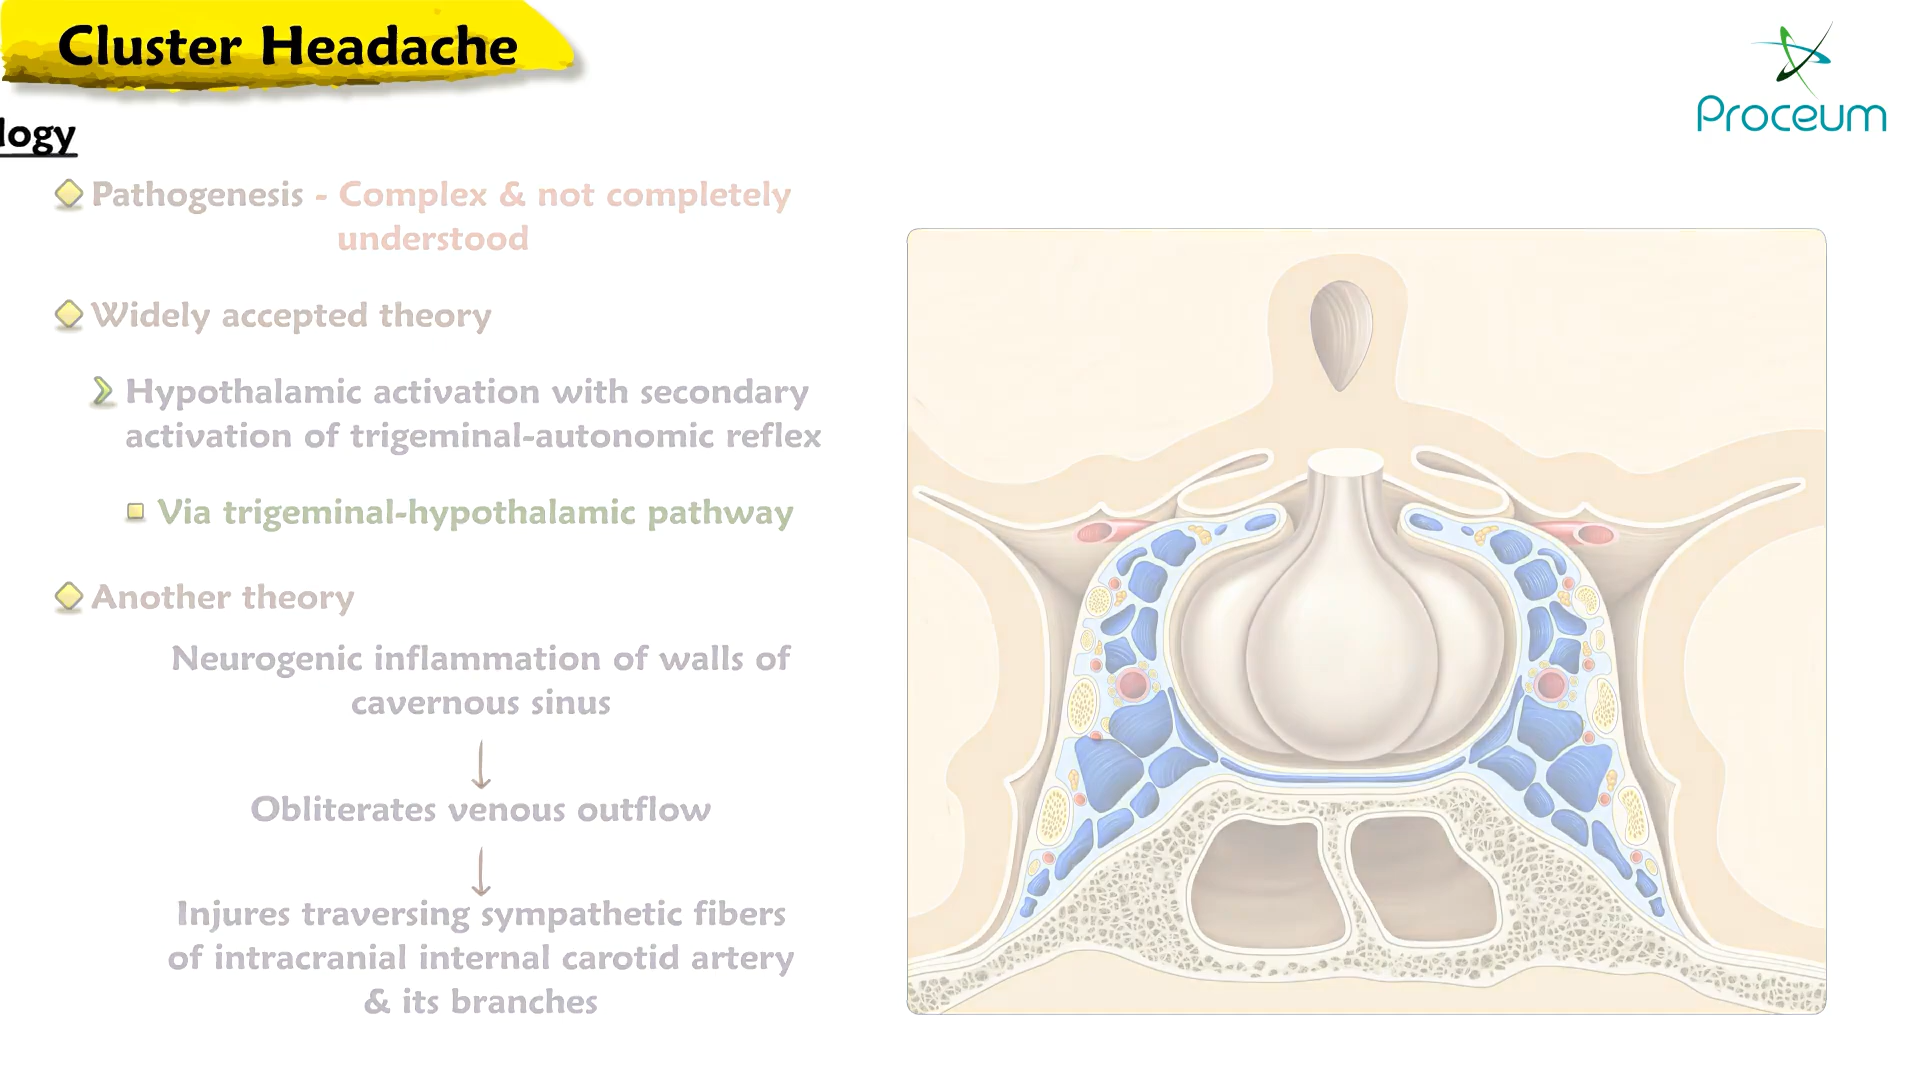 Cluster Headache
Proceum
logy
Pathogenesis - Complex & not completely
understood
Widely accepted theory
Hypothalamic activation with secondary
activation of trigeminal-autonomic reflex
Via trigeminal-hypothalamic pathway
Another theory
Neurogenic inflammation of walls of
cavernous sinus
Obliterates venous outflow
Injures traversing sympathetic fibers
of intracranial internal carotid artery
& its branches